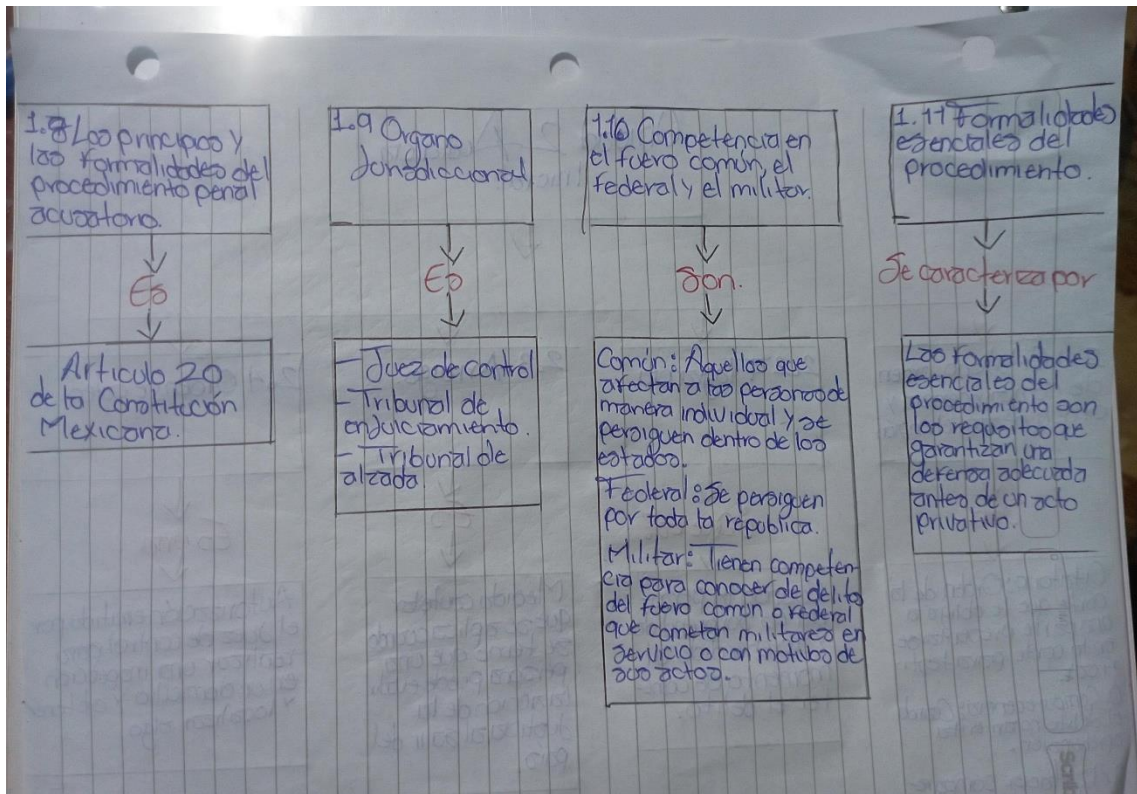 1.8 Los principios y
las formalidades del
procedimiento penal
acusatorio.
Es
Articulo 20
de la Constitución
Mexicana.
1.9 Organo
Jurisdiccional
Es
- Juez de control
- Tribunal de
enjuiciamiento.
- Tribunal de
alzada
1.10 Competencia en
el fuero común, el
federal y el militar.
Son.
Común: Aquellos que
afectan a las personas de
manera individual y se
persiguen dentro de los
estados.
Federal: Se persiguen
por toda la republica.
Militar: Tienen competen-
cia para conocer de delito
del fuero común o federal
que cometan militares en
servicio o con motivo de
sus actos.
1.11 Formalidades
esenciales del
procedimiento.
Se caracteriza por
Las formalidades
esenciales del
procedimiento son
los requisitos que
garantizan una
defensa adecuada
antes de un acto
privativo.